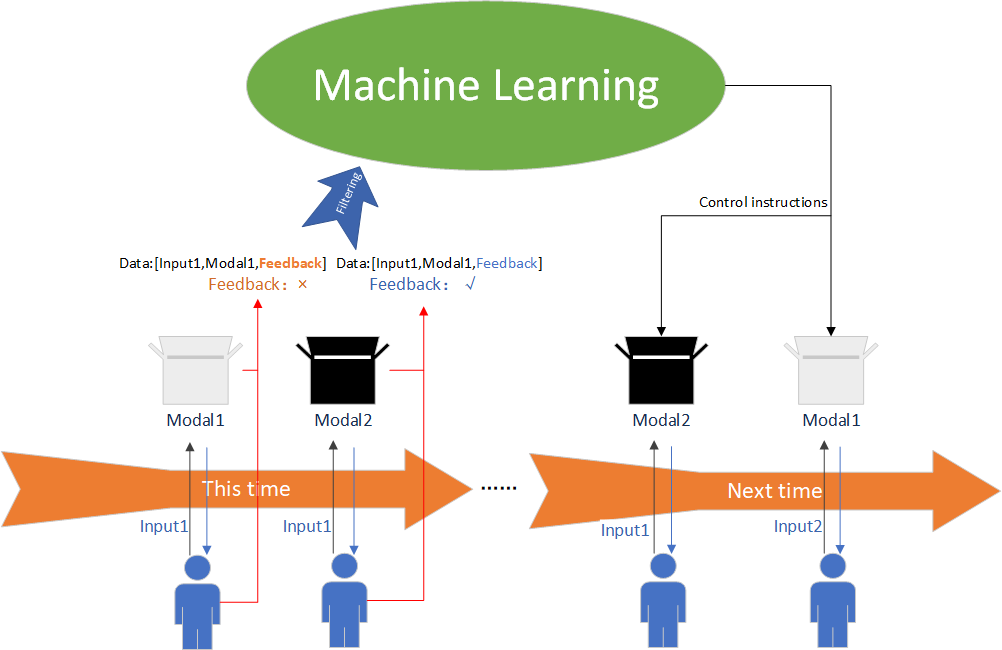 Machine Learning
Filtering
Control instructions
Data:[Input1,Modal1,Feedback]
Feedback：×
Data:[Input1,Modal1,Feedback]
Feedback： √
Modal1
Modal2
Modal2
Modal1
This time
......
Next time
Input1
Input1
Input1
Input2